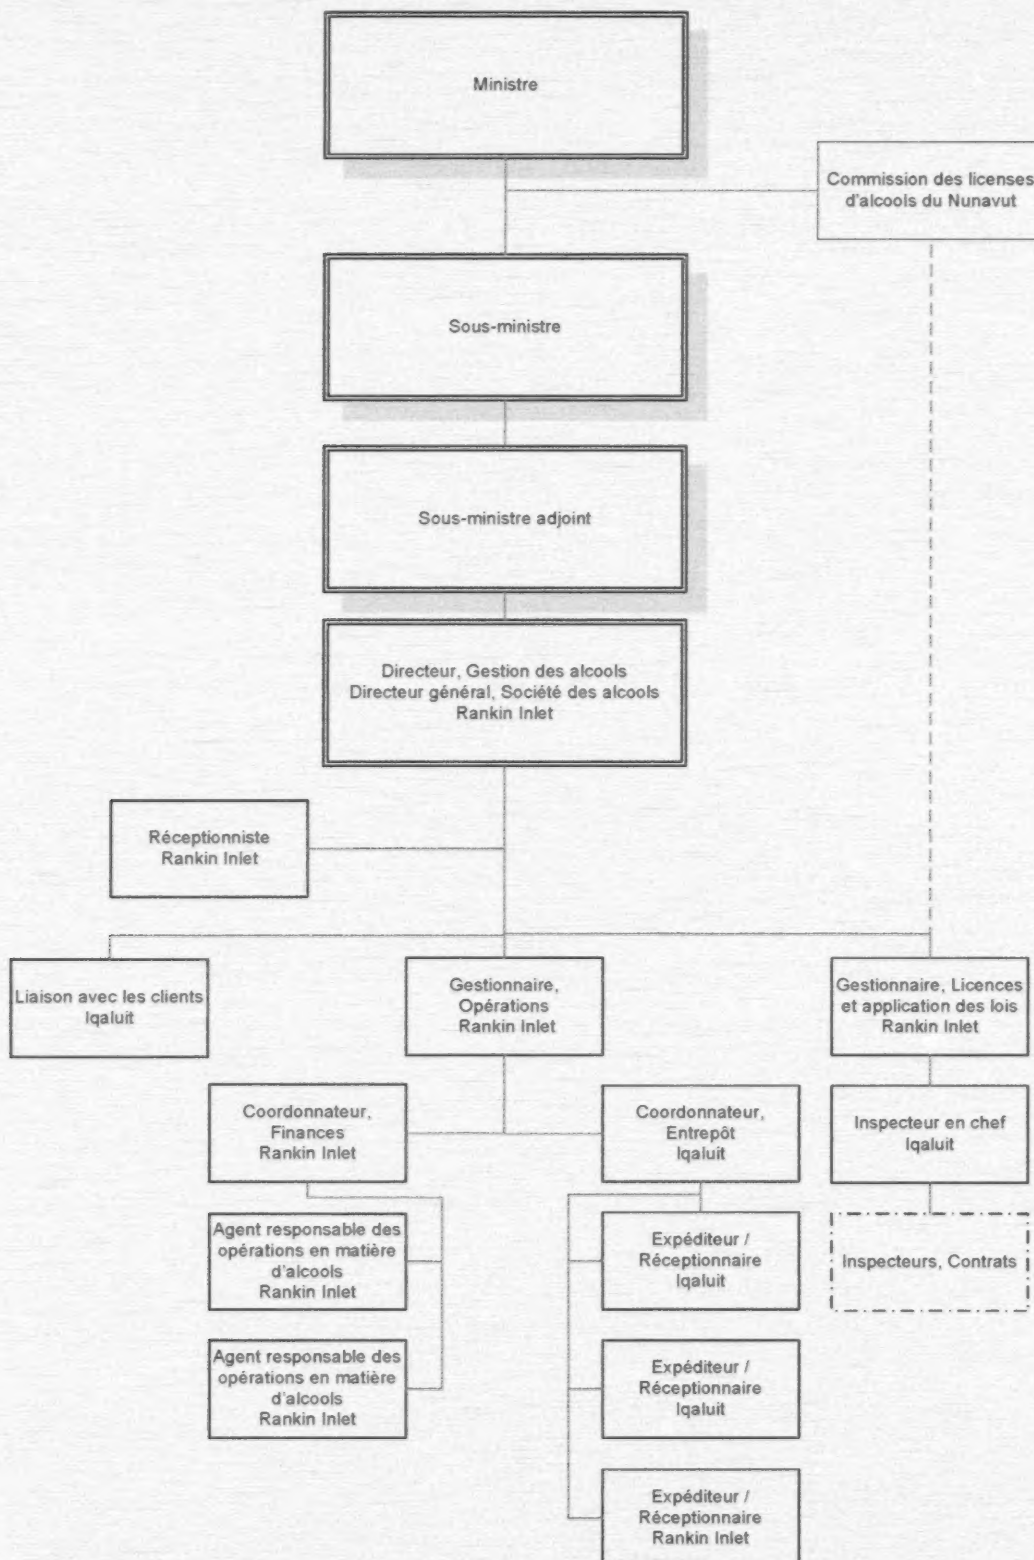 Ministre
Commission des licenses
d'alcools du Nunavut
Sous-ministre
Sous-ministre adjoint
Directeur, Gestion des alcools
Directeur général, Société des alcools
Rankin Inlet
Réceptionniste
Rankin Inlet
Liaison avec les clients
Iqaluit
Gestionnaire,
Opérations
Rankin Inlet
Gestionnaire, Licences
et application des lois
Rankin Inlet
Coordonnateur,
Finances
Rankin Inlet
Coordonnateur,
Entrepôt
Iqaluit
Inspecteur en chef
Iqaluit
Agent responsable des
opérations en matière
d'alcools
Rankin Inlet
Expéditeur /
Réceptionnaire
Iqaluit
Inspecteurs, Contrats
Agent responsable des
opérations en matière
d'alcools
Rankin Inlet
Expéditeur /
Réceptionnaire
Iqaluit
Expéditeur /
Réceptionnaire
Rankin Inlet